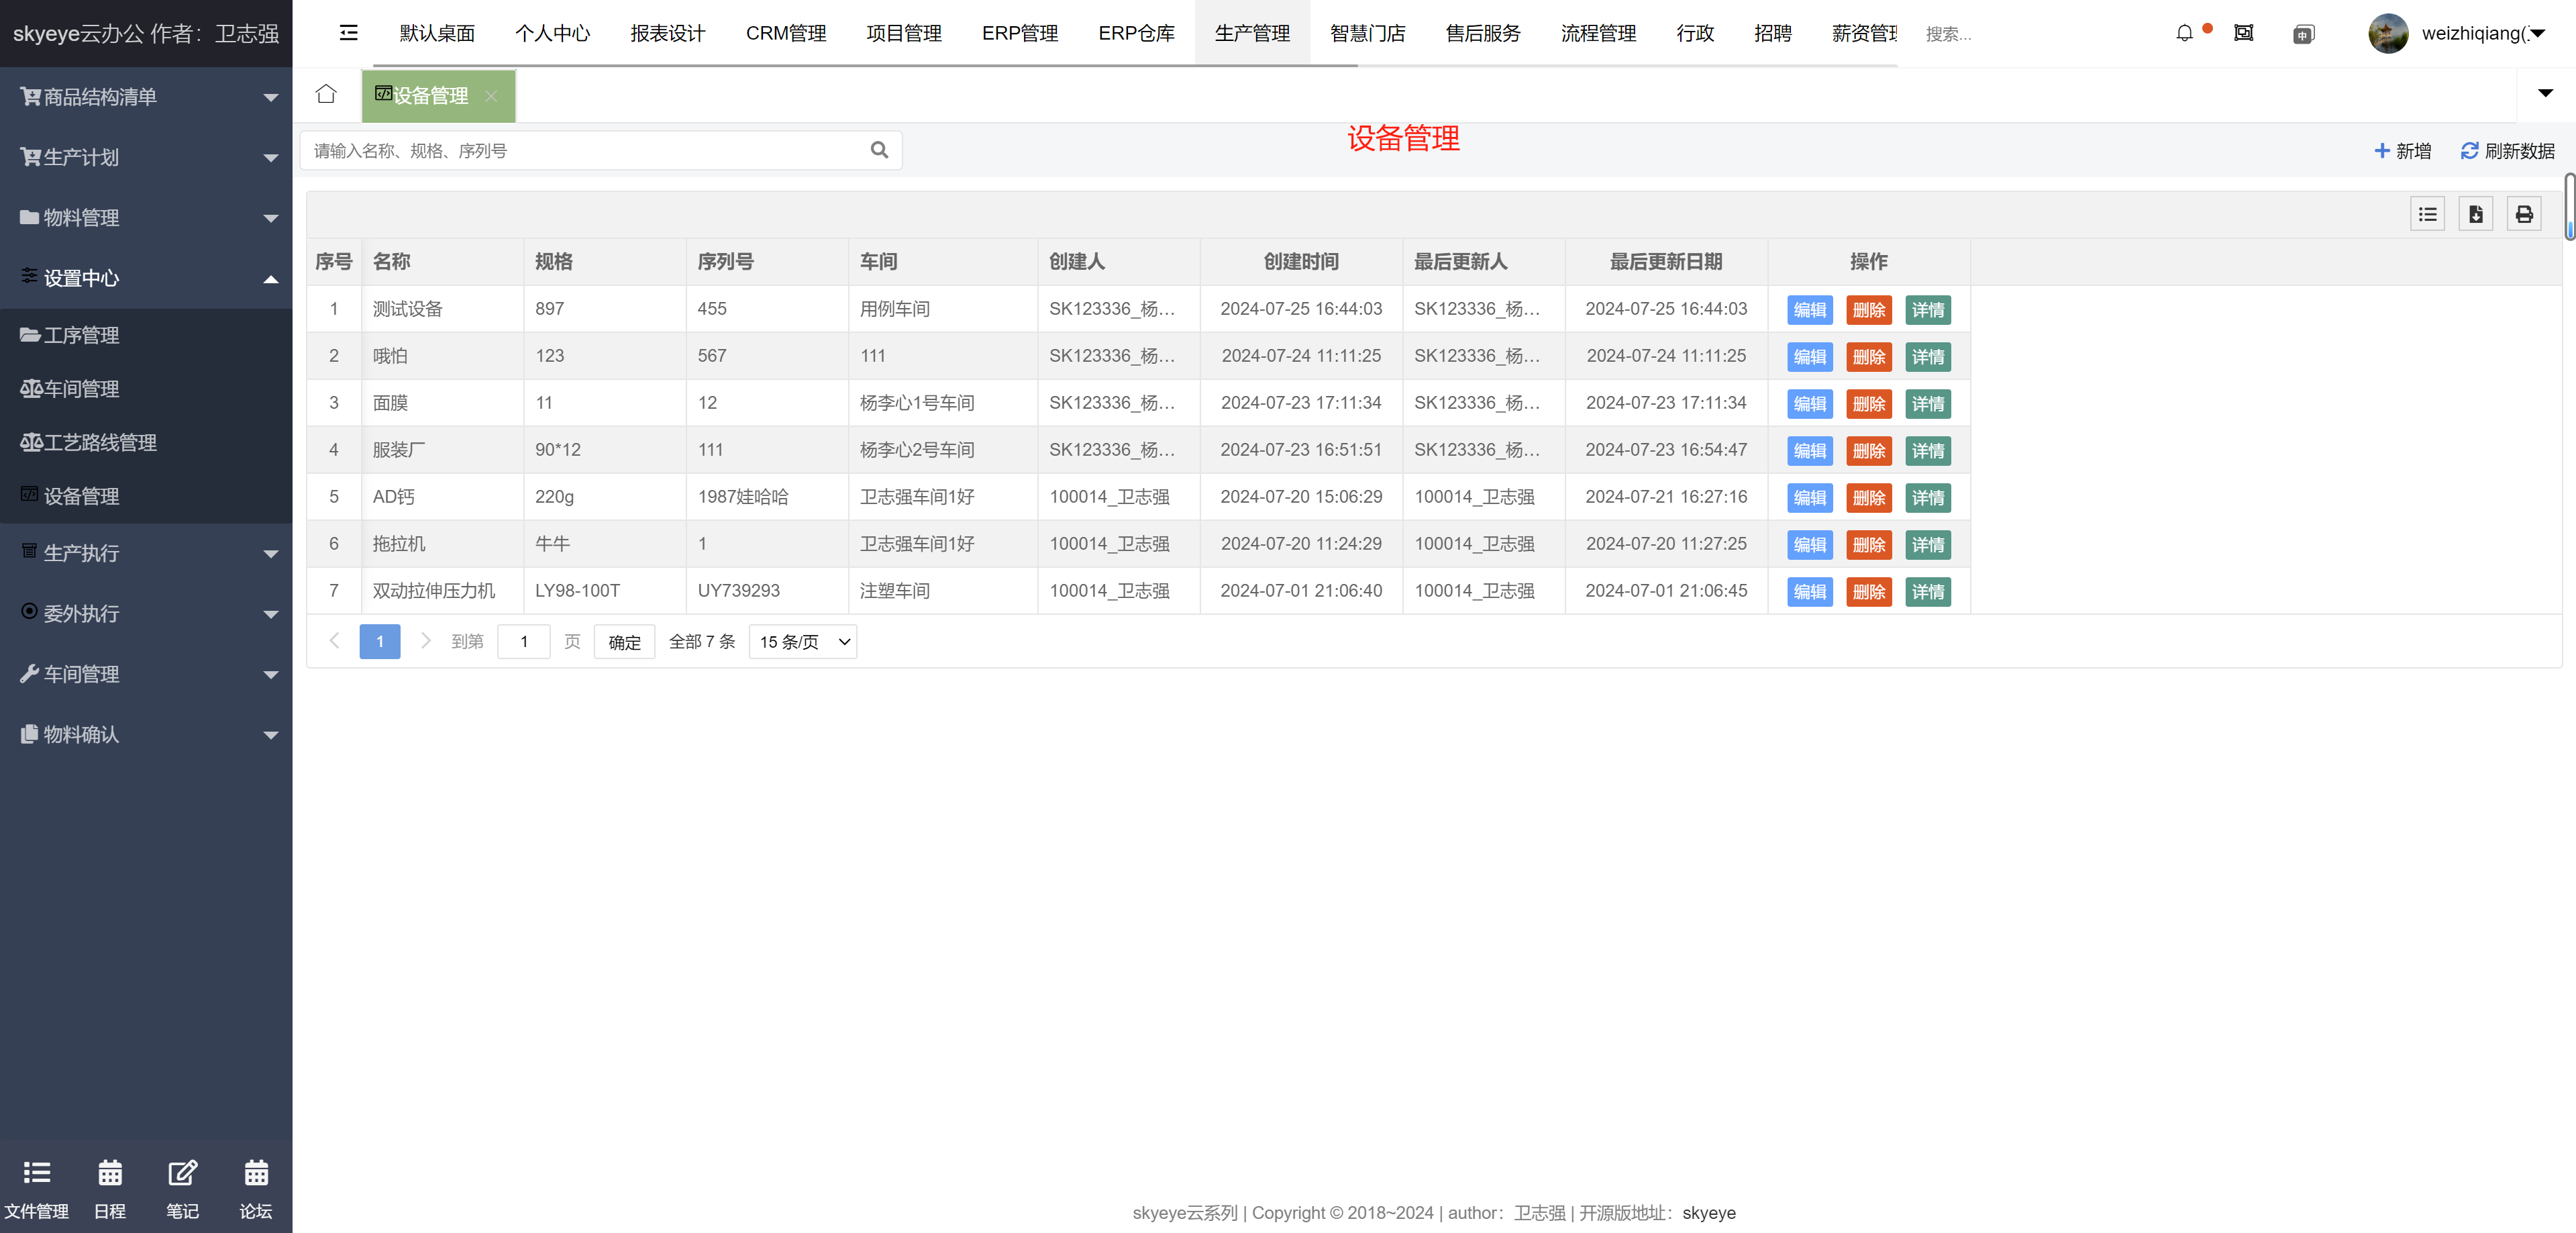 skyeye云办公 作者：卫志强
默认桌面 个人中心 报表设计 CRM管理 项目管理 ERP管理 ERP仓库 生产管理 智慧门店 售后服务 流程管理 行政 招聘 薪资管理 搜索... weizhiqiang(
商品结构清单
生产计划
物料管理
设置中心
工序管理
车间管理
工艺路线管理
设备管理
生产执行
委外执行
车间管理
物料确认
文件管理 日程 笔记 论坛
设备管理
设备管理
请输入名称、规格、序列号
新增 刷新数据
序号 名称 规格 序列号 车间 创建人 创建时间 最后更新人 最后更新日期 操作
1 测试设备 897 455 用例车间 SK123336_杨... 2024-07-25 16:44:03 SK123336_杨... 2024-07-25 16:44:03 编辑 删除 详情
2 哦怕 123 567 111 SK123336_杨... 2024-07-24 11:11:25 SK123336_杨... 2024-07-24 11:11:25 编辑 删除 详情
3 面膜 11 12 杨李心1号车间 SK123336_杨... 2024-07-23 17:11:34 SK123336_杨... 2024-07-23 17:11:34 编辑 删除 详情
4 服装厂 90*12 111 杨李心2号车间 SK123336_杨... 2024-07-23 16:51:51 SK123336_杨... 2024-07-23 16:54:47 编辑 删除 详情
5 AD钙 220g 1987娃哈哈 卫志强车间1好 100014_卫志强 2024-07-20 15:06:29 100014_卫志强 2024-07-21 16:27:16 编辑 删除 详情
6 拖拉机 牛牛 1 卫志强车间1好 100014_卫志强 2024-07-20 11:24:29 100014_卫志强 2024-07-20 11:27:25 编辑 删除 详情
7 双动拉伸压力机 LY98-100T UY739293 注塑车间 100014_卫志强 2024-07-01 21:06:40 100014_卫志强 2024-07-01 21:06:45 编辑 删除 详情
1 到第 1 页 确定 全部 7 条 15 条/页
skyeye云系列 | Copyright © 2018~2024 | author：卫志强 | 开源版地址：skyeye